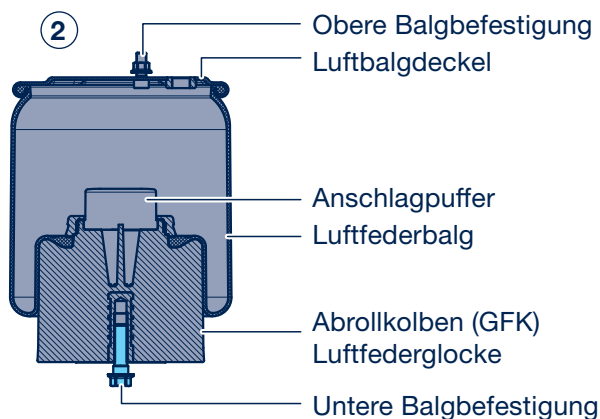 2
Obere Balgbefestigung
Luftbalgdeckel
Anschlagpuffer
Luftfederbalg
Abrollkolben (GFK)
Luftfederglocke
Untere Balgbefestigung